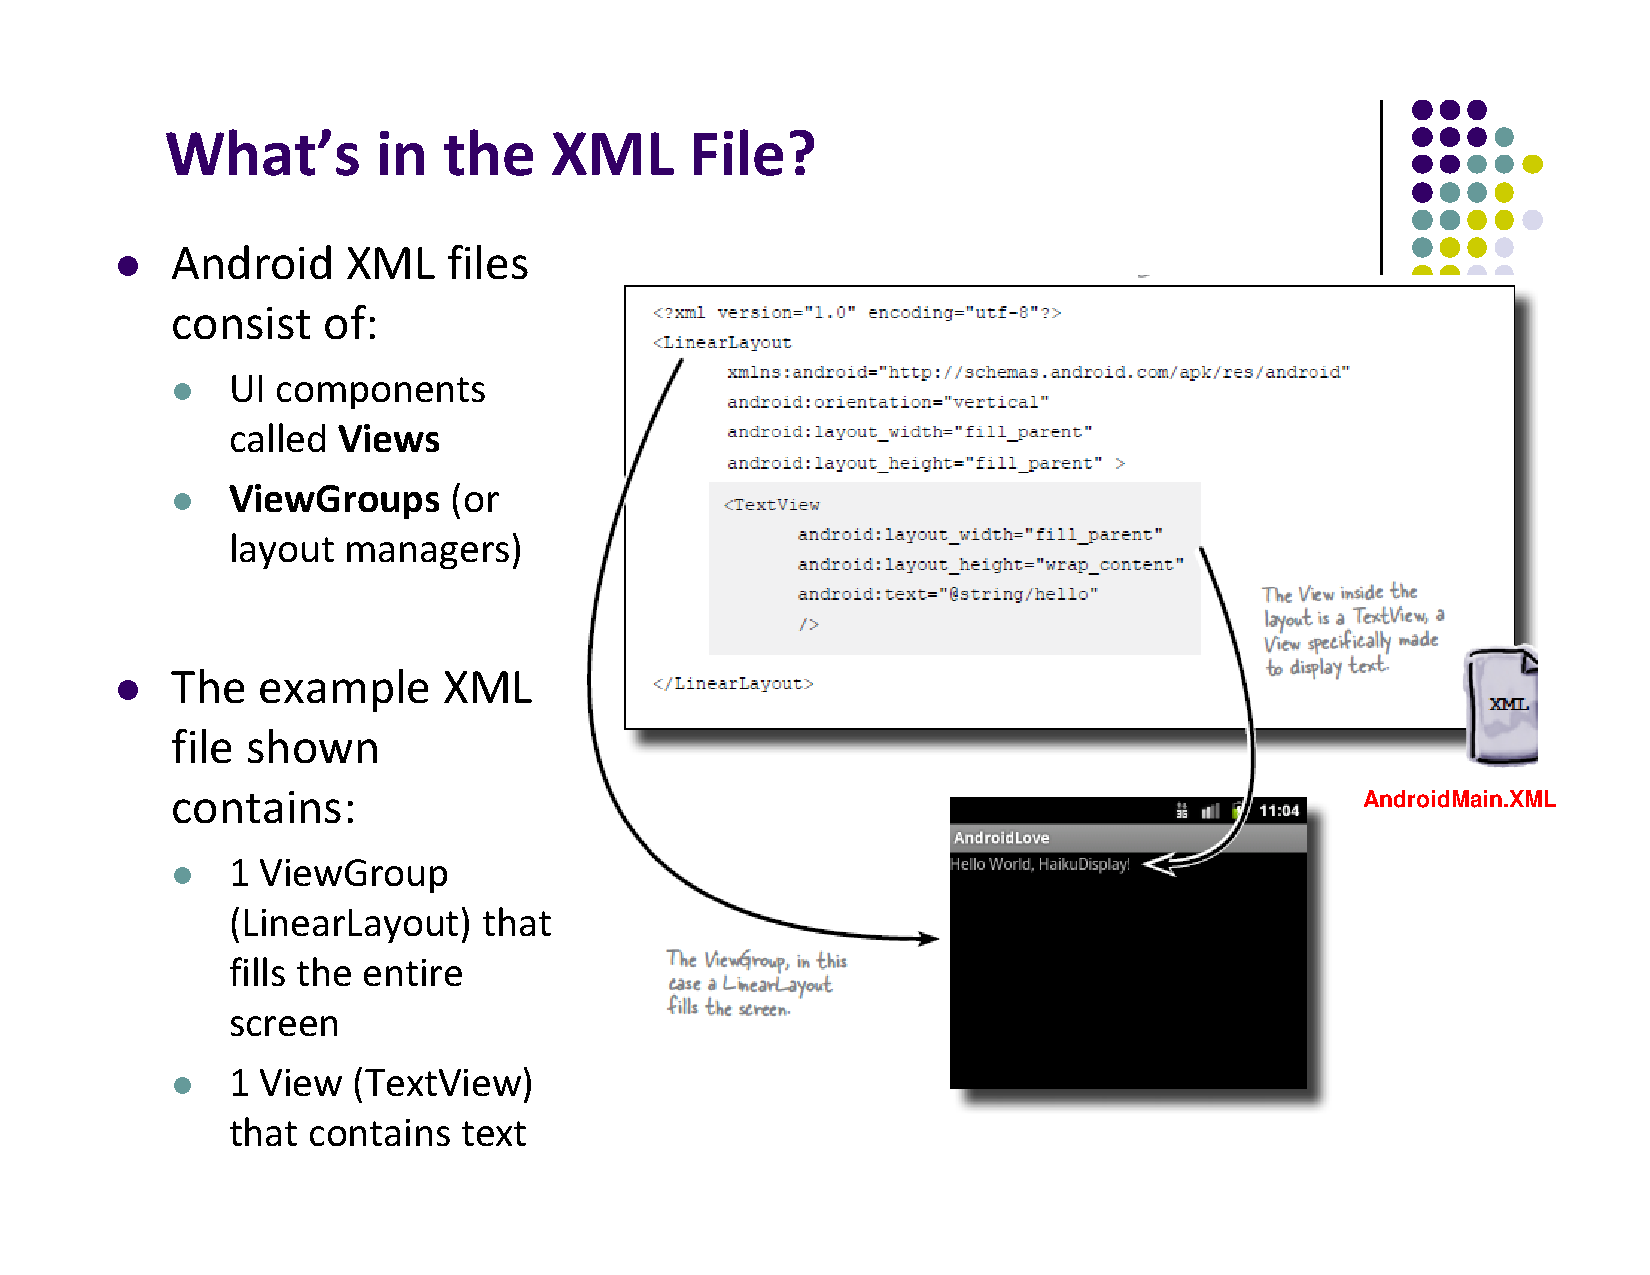 What’s in the XML File?
Android XML files
consist of:
UI components
called Views
ViewGroups (or
layout managers)
The example XML
file shown
contains:
1 ViewGroup
(LinearLayout) that
fills the entire
screen
1 View (TextView)
that contains text
<?xml version="1.0" encoding="utf-8"?>
<LinearLayout
xmlns:android="http://schemas.android.com/apk/res/android"
android:orientation="vertical"
android:layout_width="fill_parent"
android:layout_height="fill_parent" >
<TextView
android:layout_width="fill_parent"
android:layout_height="wrap_content"
android:text="@string/hello"
/>
</LinearLayout>
The View inside the
layout is a TextView, a
View specifically made
to display text.
XML
AndroidMain.XML
3G 11:04
AndroidLove
Hello World, HaikuDisplay!
The ViewGroup, in this
case a LinearLayout
fills the screen.